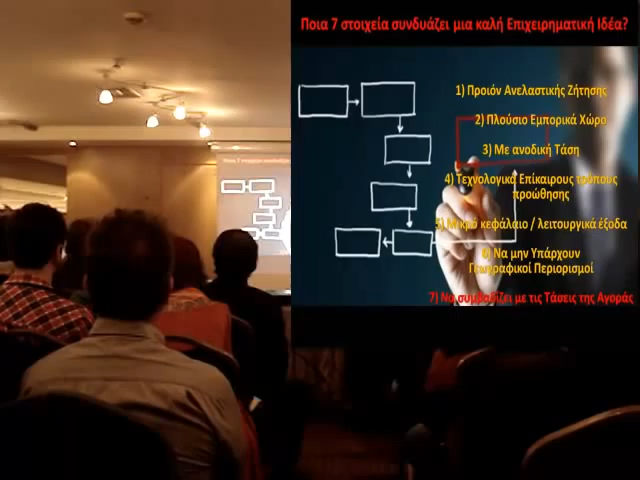 Ποια 7 στοιχεία συνδυάζει μια καλή Επιχειρηματική Ιδέα?
1) Προιόν Ανελαστικής Ζήτησης
2) Πλούσιο Εμπορικά Χώρο
3) Με ανοδική Τάση
4) Τεχνολογικά Επίκαιρους τρόπους
προώθησης
5) Μικρό κεφάλαιο / λειτουργικά έξοδα
6) Να μην Υπάρχουν
Γεωγραφικοί Περιορισμοί
7) Να συμβαδίζει με τις Τάσεις της Αγοράς